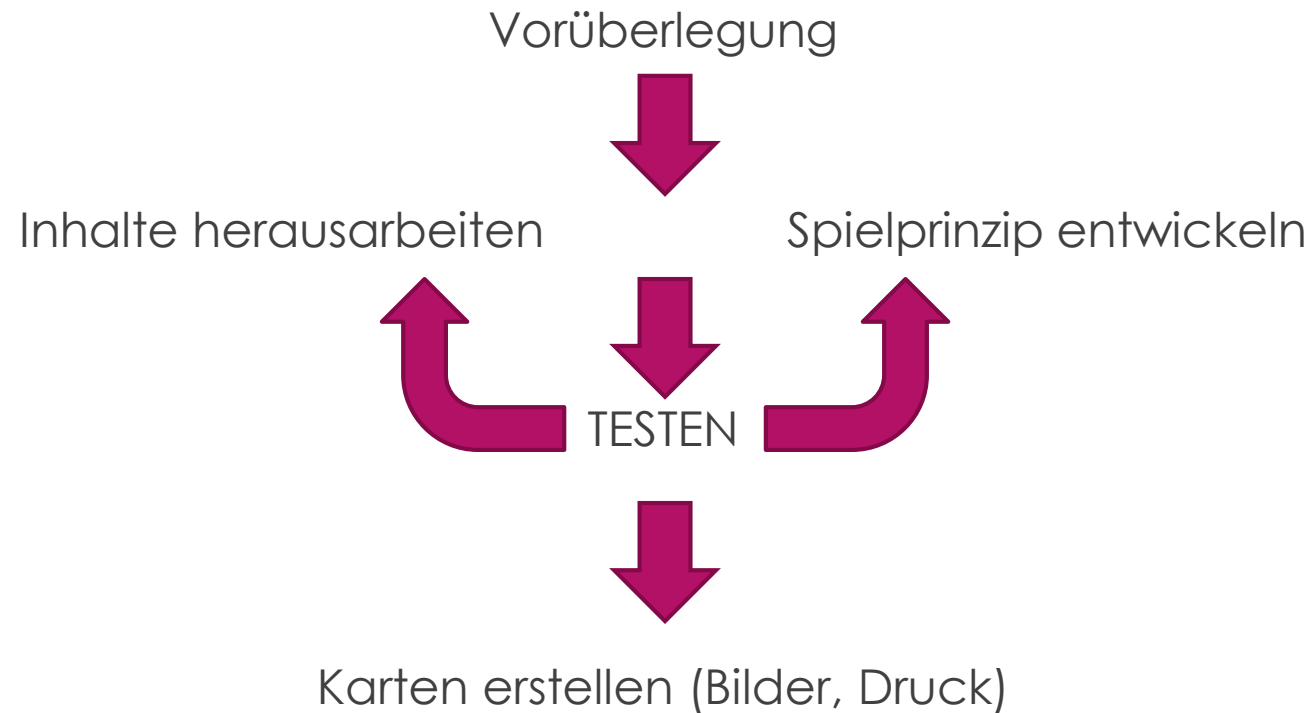 Vorüberlegung
Inhalte herausarbeiten
Spielprinzip entwickeln
TESTEN
Karten erstellen (Bilder, Druck)